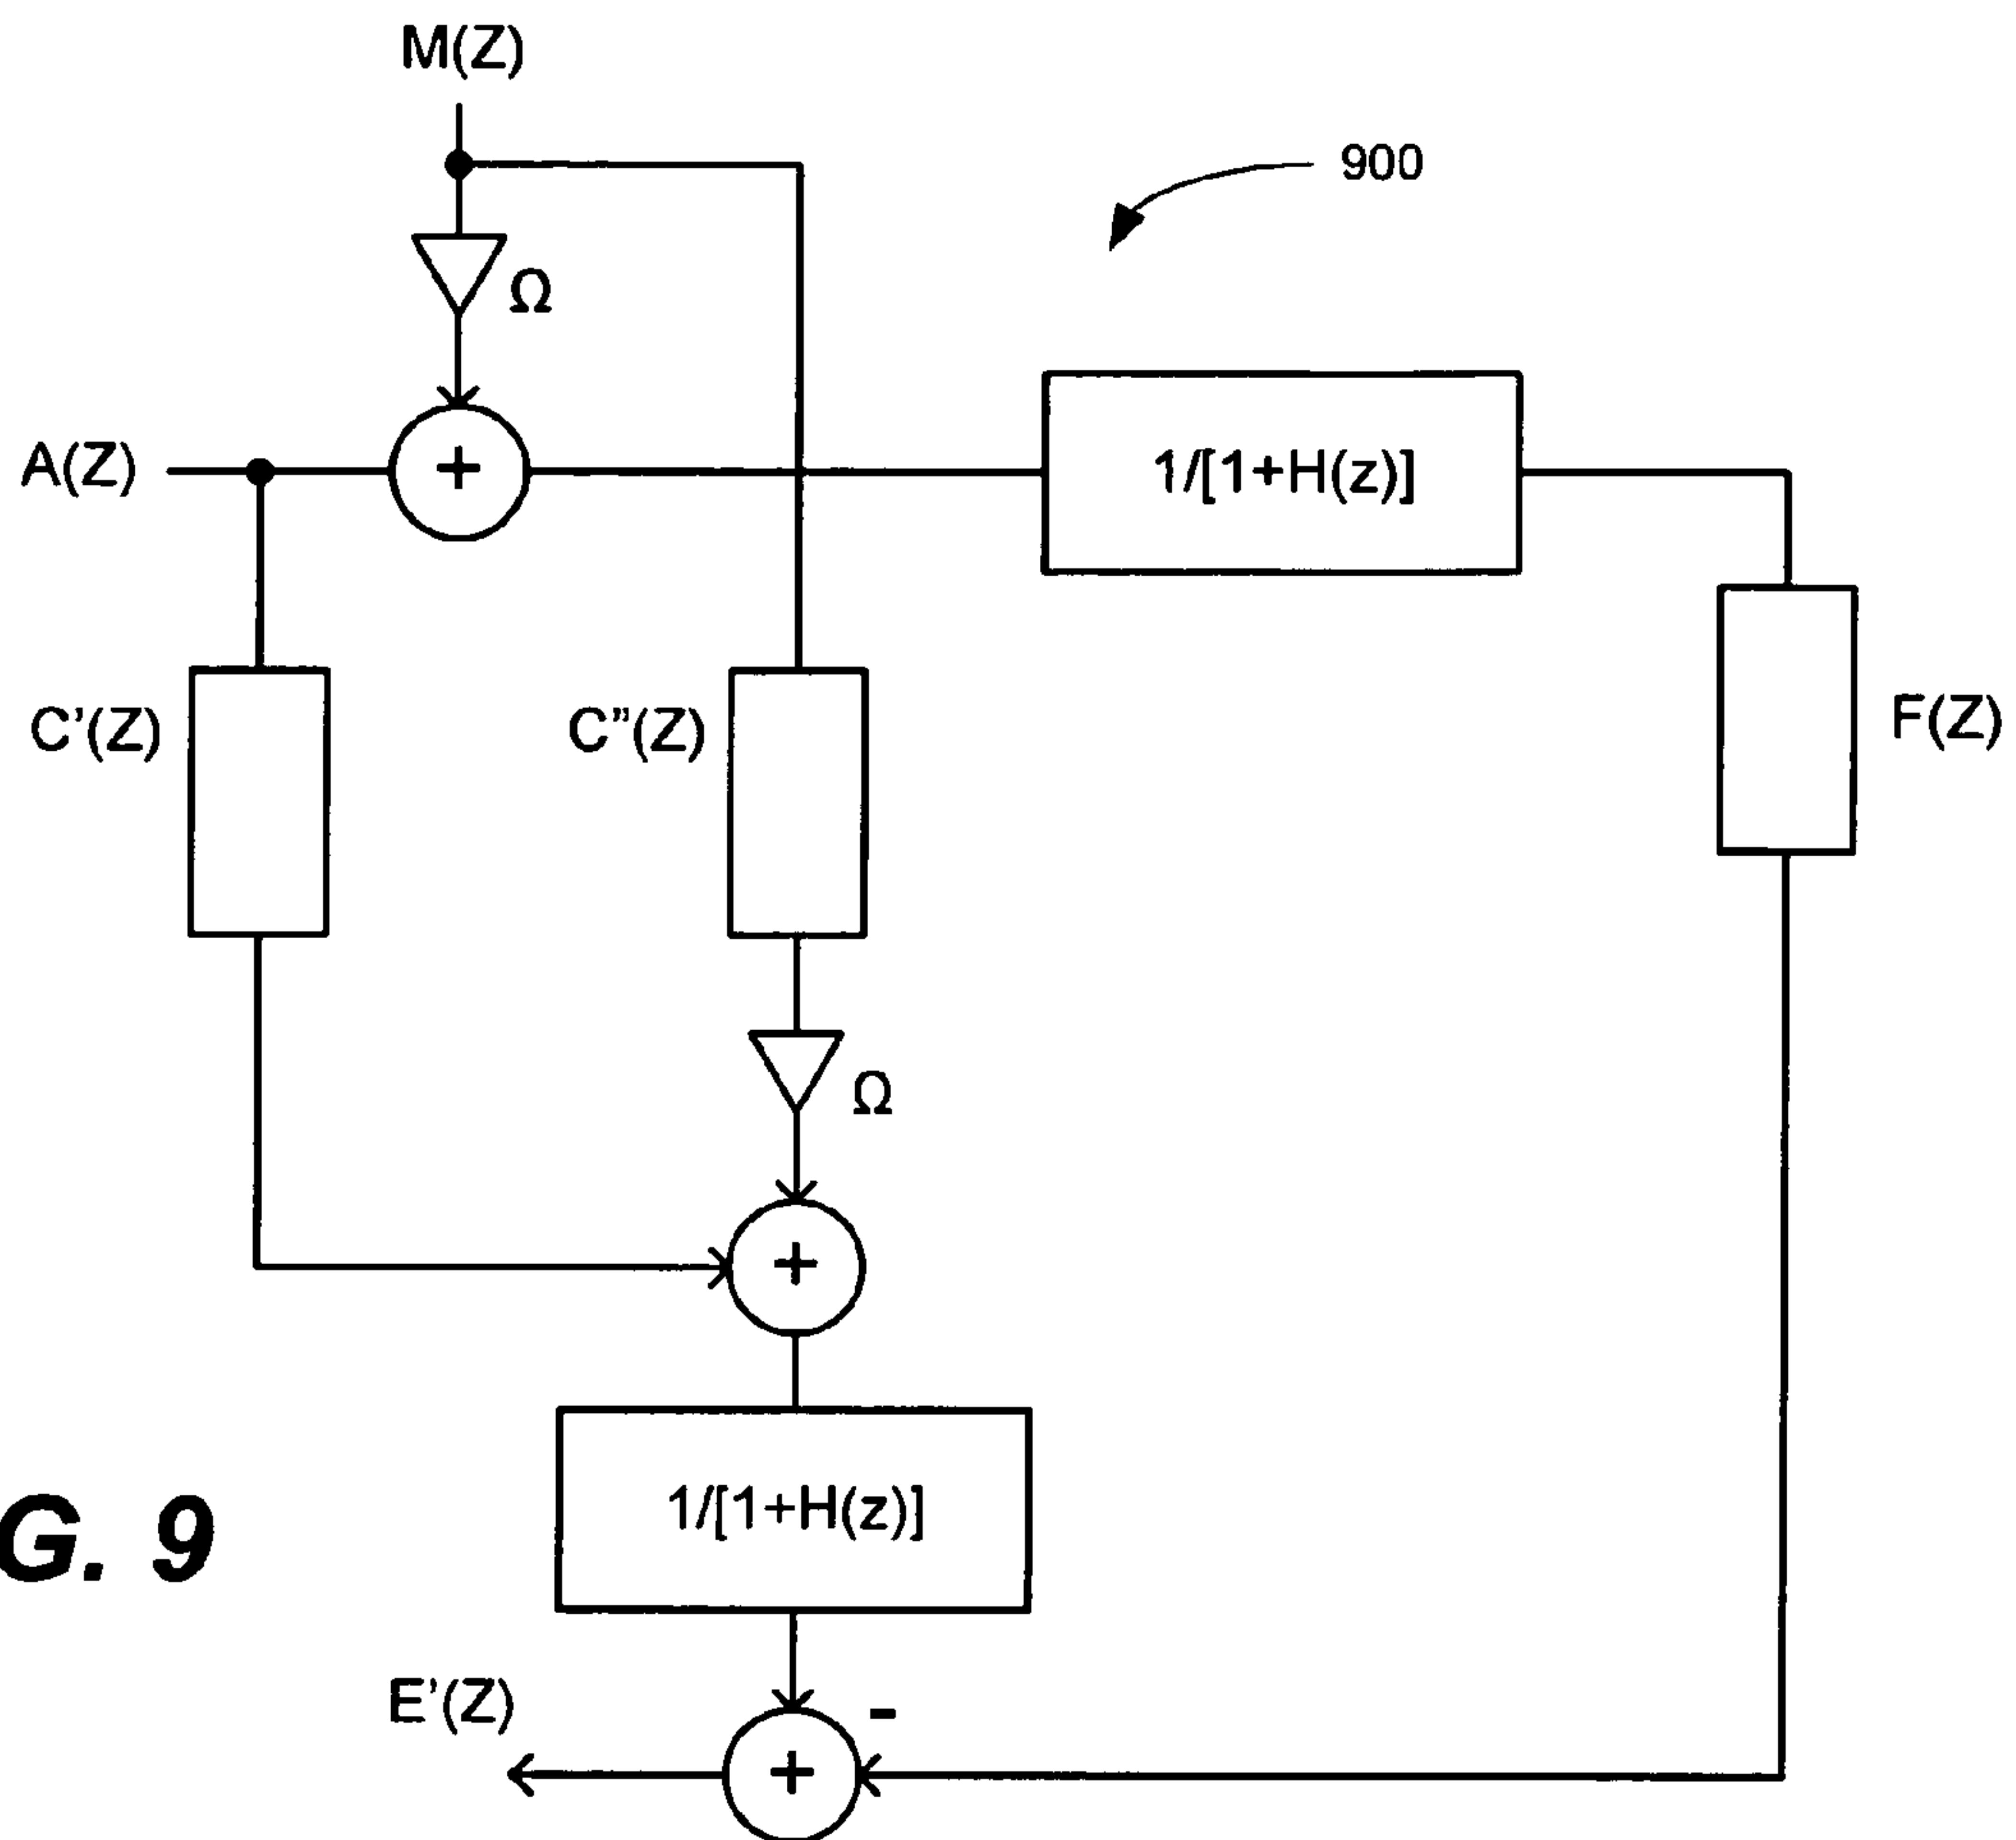 M(Z)
900
Ω
A(Z)
+
1/[1+H(z)]
C'(Z)
C"(Z)
F(Z)
Ω
+
1/[1+H(z)]
G. 9
E'(Z)
-
+